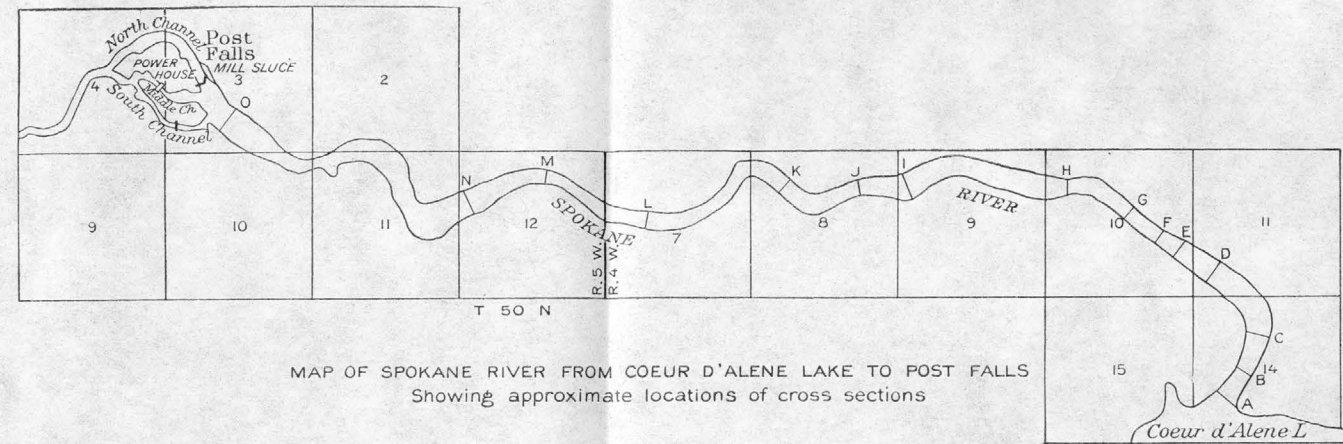 North Channel
Post
Falls
MILL SLUCE
POWER
HOUSE
Middle Ch.
South Channel
4
3
2
O
9
10
11
N
M
12
SPOKANE
R. 5 W.
R. 4 W.
L
7
K
J
8
I
9
RIVER
H
10
G
F
E
D
11
C
B
14
A
15
T 50 N
Coeur d'Alene L
MAP OF SPOKANE RIVER FROM COEUR D'ALENE LAKE TO POST FALLS
Showing approximate locations of cross sections